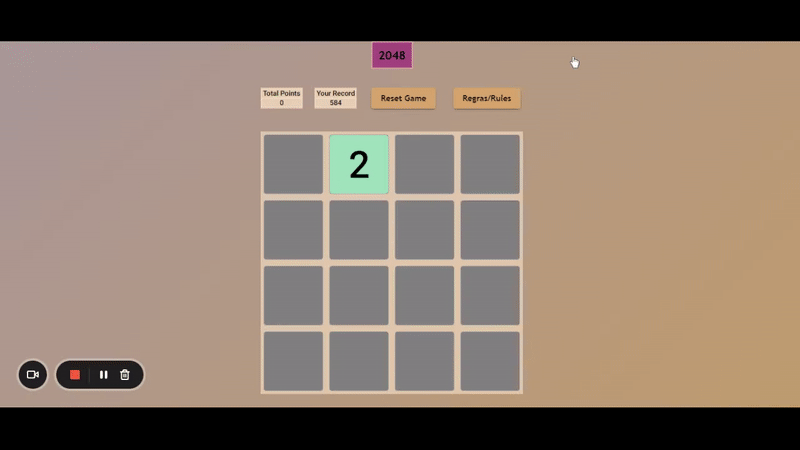 2048
Total Points
0
Your Record
584
Reset Game
Regras/Rules
2